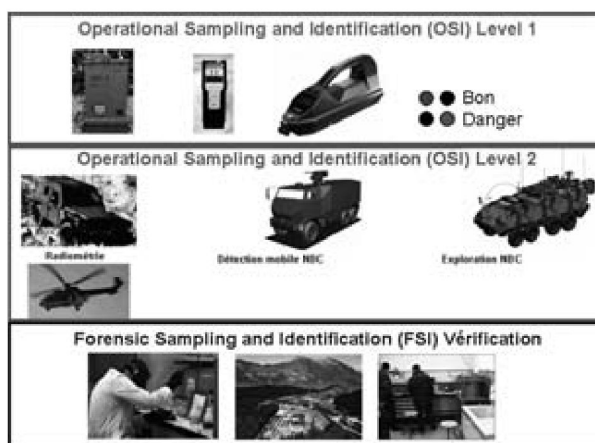 Operational Sampling and Identification (OSI) Level 1
Bon
Danger
Operational Sampling and Identification (OSI) Level 2
Radiométrie
Détection mobile NBC
Exploration NBC
Forensic Sampling and Identification (FSI) Vérification